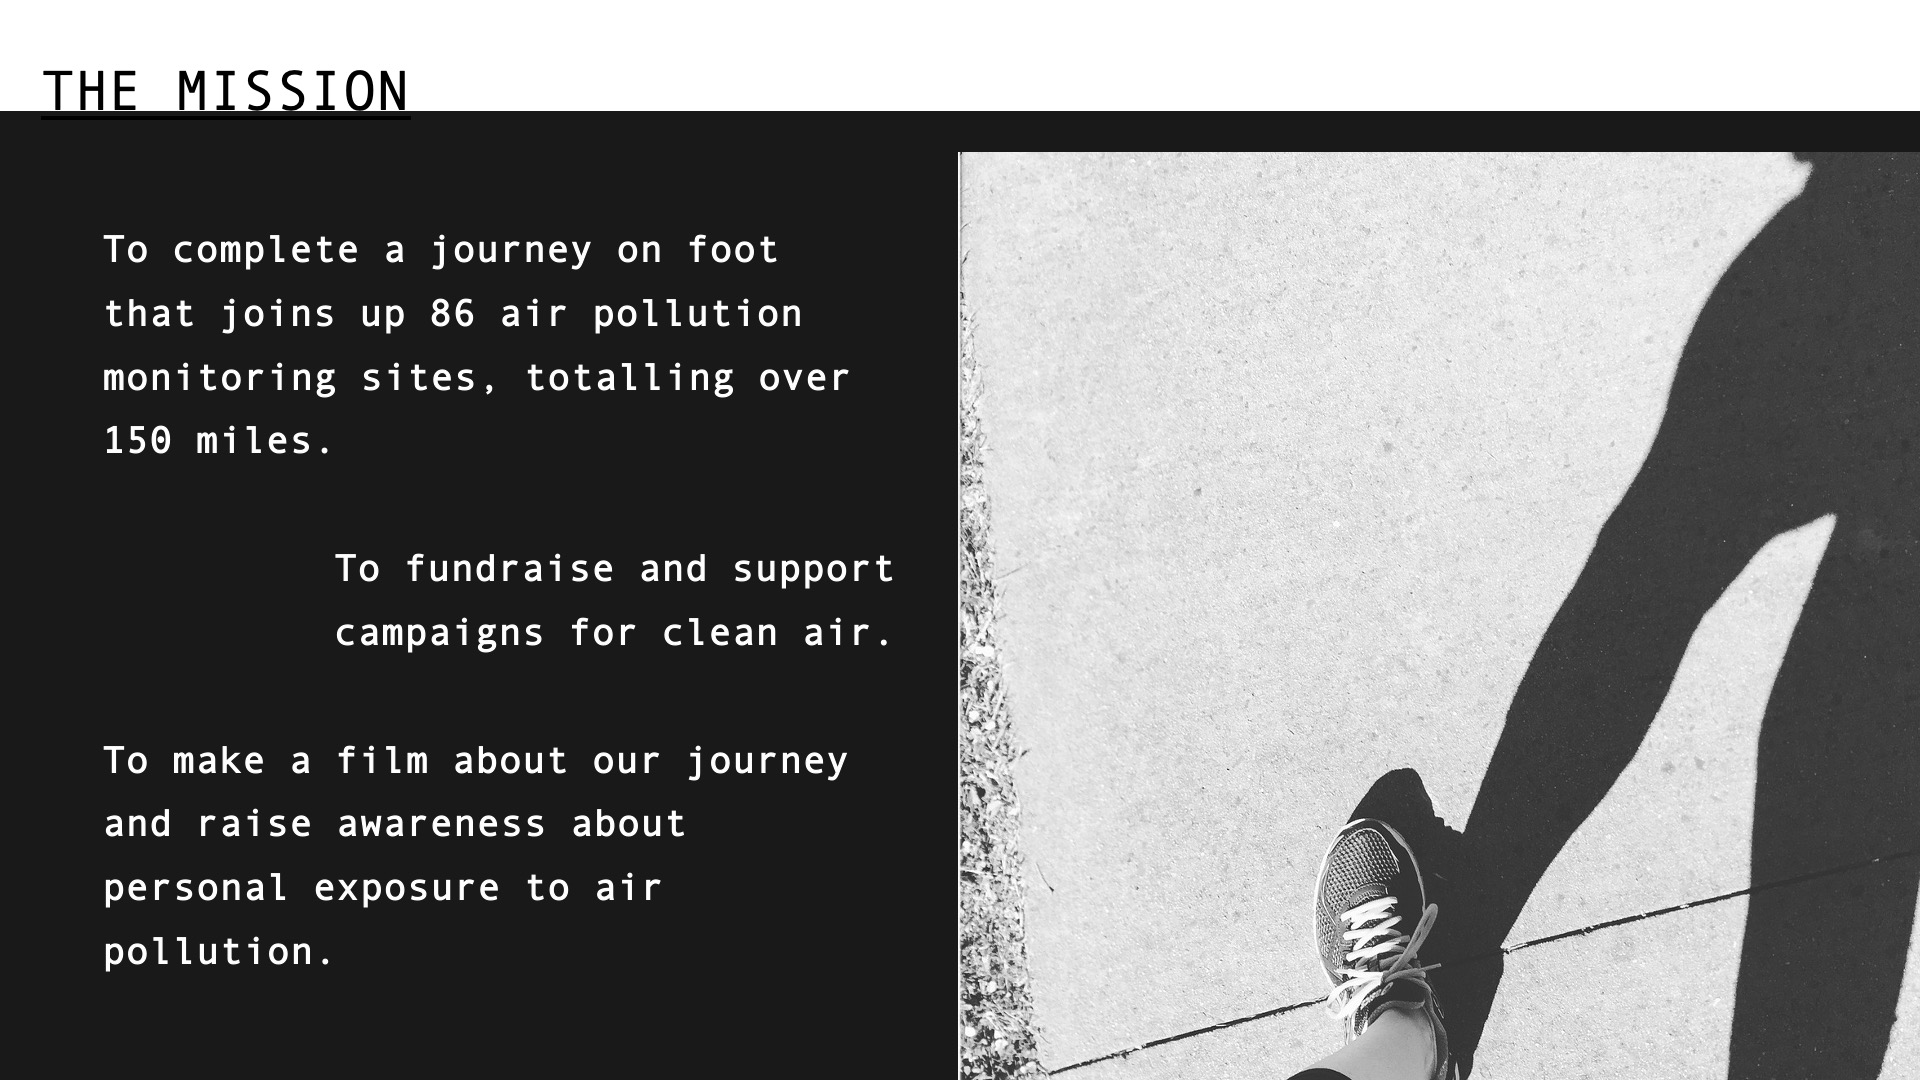 THE MISSION
To complete a journey on foot
that joins up 86 air pollution
monitoring sites, totalling over
150 miles.
To fundraise and support
campaigns for clean air.
To make a film about our journey
and raise awareness about
personal exposure to air
pollution.